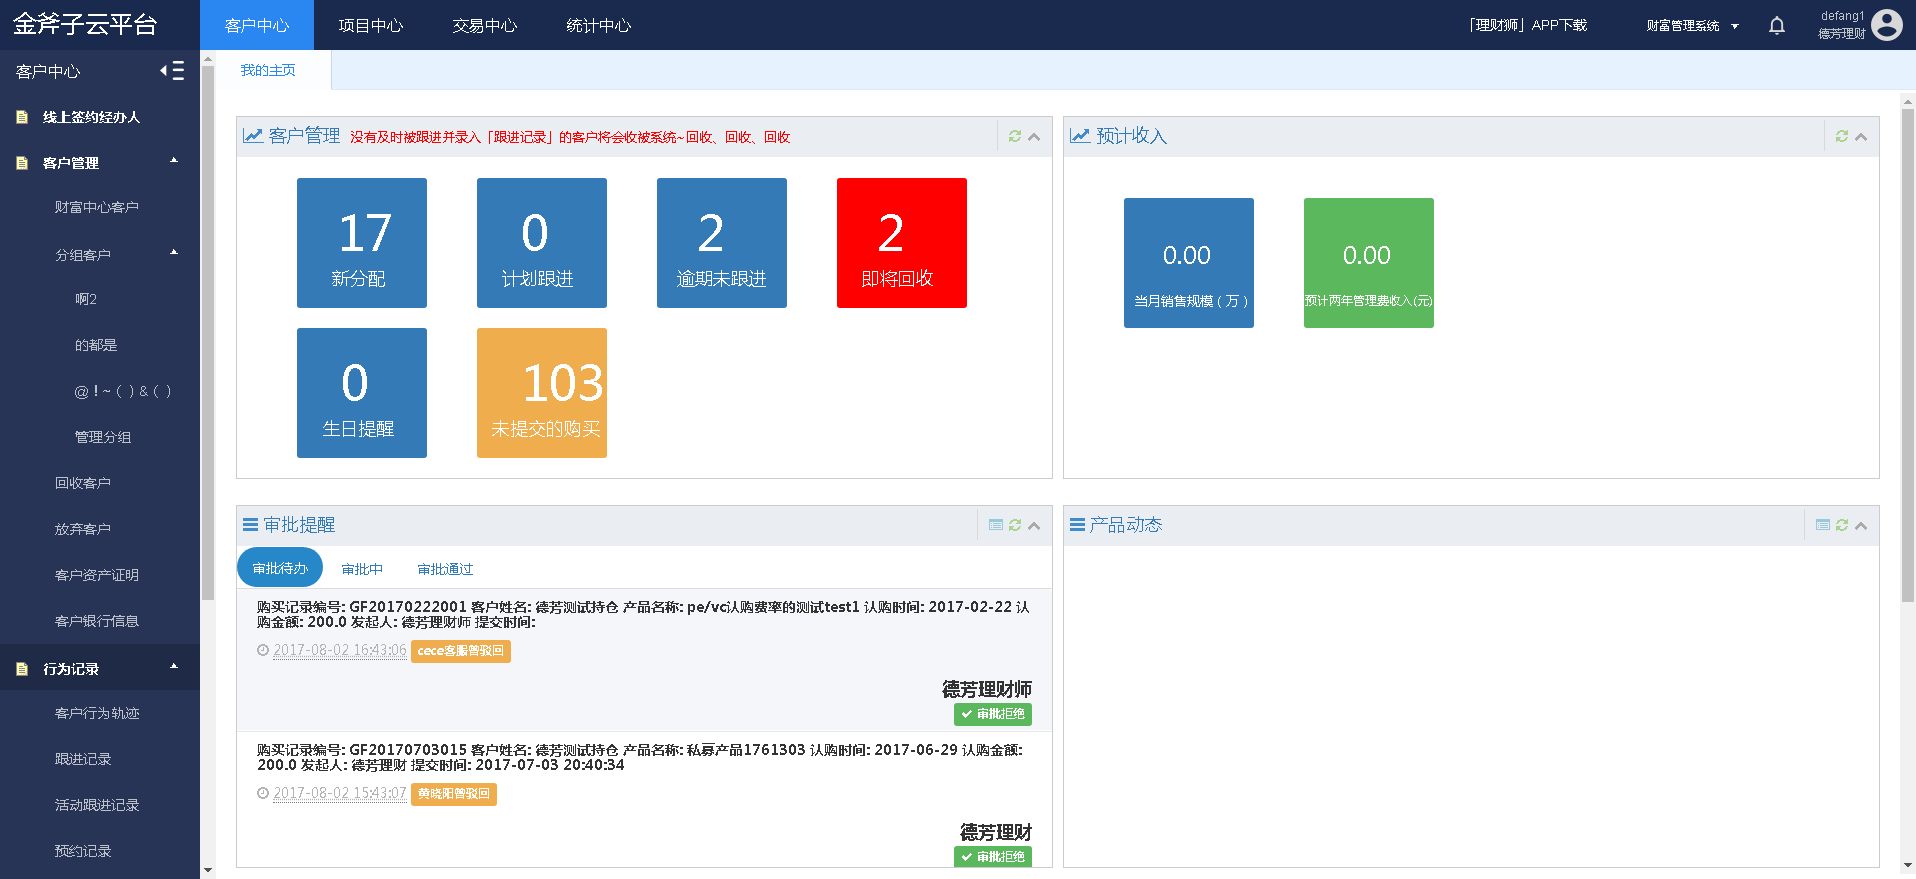 金斧子云平台
客户中心
项目中心
交易中心
统计中心
「理财狮」APP下载
财富管理系统
defang1
德芳理财
客户中心
线上签约经办人
客户管理
财富中心客户
分组客户
啊2
的都是
@！~（ ）&（ ）
管理分组
回收客户
放弃客户
客户资产证明
客户银行信息
行为记录
客户行为轨迹
跟进记录
活动跟进记录
预约记录
我的主页
客户管理 没有及时被跟进并录入「跟进记录」的客户将会收被系统~回收、回收、回收
17
新分配
0
计划跟进
2
逾期未跟进
2
即将回收
0
生日提醒
103
未提交的购买
预计收入
0.00
当月销售规模（万）
0.00
预计两年管理费收入(元)
审批提醒
审批待办
审批中
审批通过
购买记录编号: GF20170222001 客户姓名: 德芳测试持仓 产品名称: pe/vc认购费率的测试test1 认购时间: 2017-02-22 认
购金额: 200.0 发起人: 德芳理财师 提交时间:
2017-08-02 16:43:06 cece客服曾驳回
德芳理财师
审批拒绝
购买记录编号: GF20170703015 客户姓名: 德芳测试持仓 产品名称: 私募产品1761303 认购时间: 2017-06-29 认购金额:
200.0 发起人: 德芳理财 提交时间: 2017-07-03 20:40:34
2017-08-02 15:43:07 黄晓阳曾驳回
德芳理财
审批拒绝
产品动态